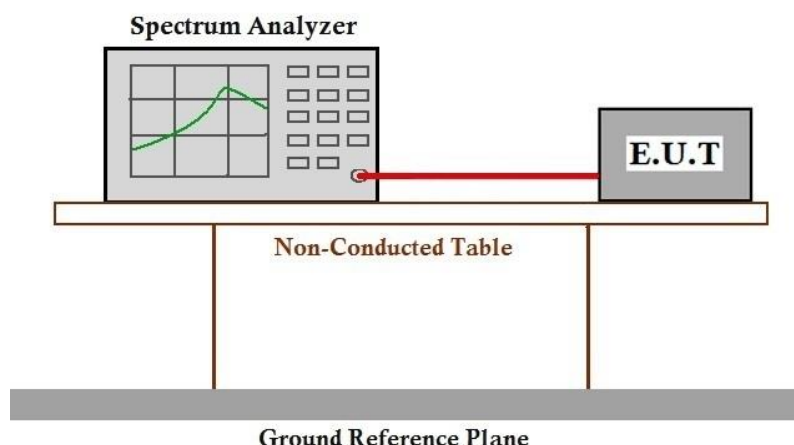 Spectrum Analyzer
E.U.T
Non-Conducted Table
Ground Reference Plane